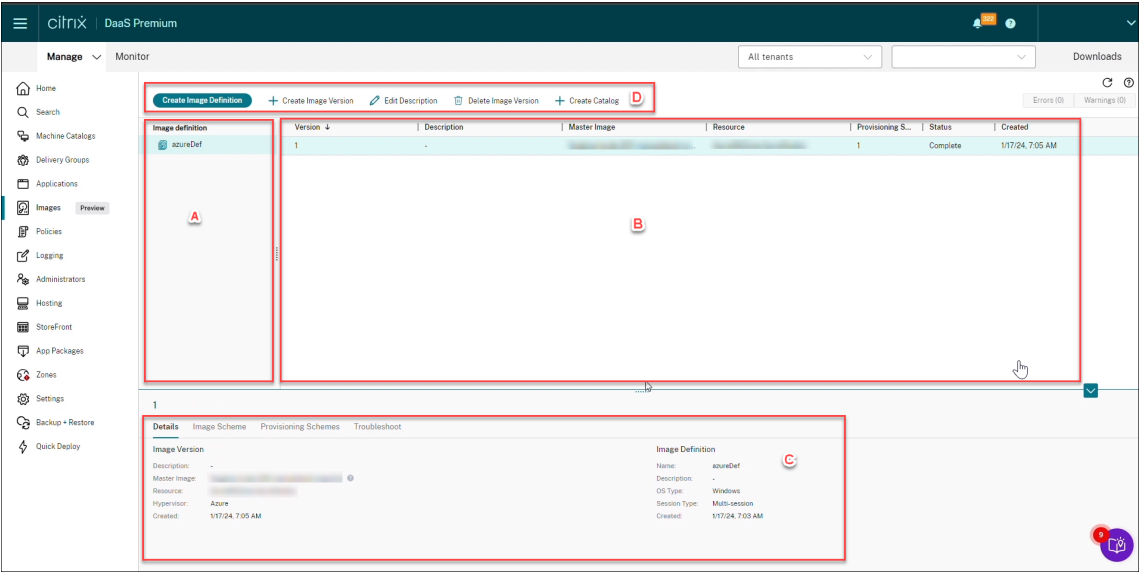 citrix | DaaS Premium
322
Manage
Monitor
All tenants
Downloads
Home
Search
Machine Catalogs
Delivery Groups
Applications
Images Preview
Policies
Logging
Administrators
Hosting
StoreFront
App Packages
Zones
Settings
Backup + Restore
Quick Deploy
Create Image Definition + Create Image Version Edit Description Delete Image Version + Create Catalog D
Errors (0) Warnings (0)
Image definition
azureDef
A
Version ↓ Description Master Image Resource Provisioning S... Status Created
1 - 1 Complete 1/17/24, 7:05 AM
B
1
Details Image Scheme Provisioning Schemes Troubleshoot
Image Version
Description: -
Master Image:
Resource:
Hypervisor: Azure
Created: 1/17/24, 7:05 AM
Image Definition
Name: azureDef
Description: -
OS Type: Windows
Session Type: Multi-session
Created: 1/17/24, 7:03 AM
C
9